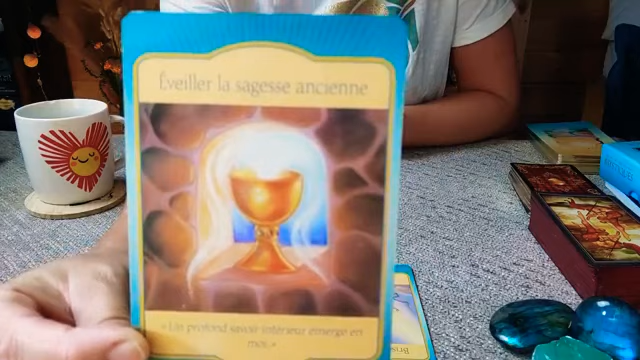 Éveiller la sagesse ancienne
« Un profond savoir intérieur émerge en
moi. »